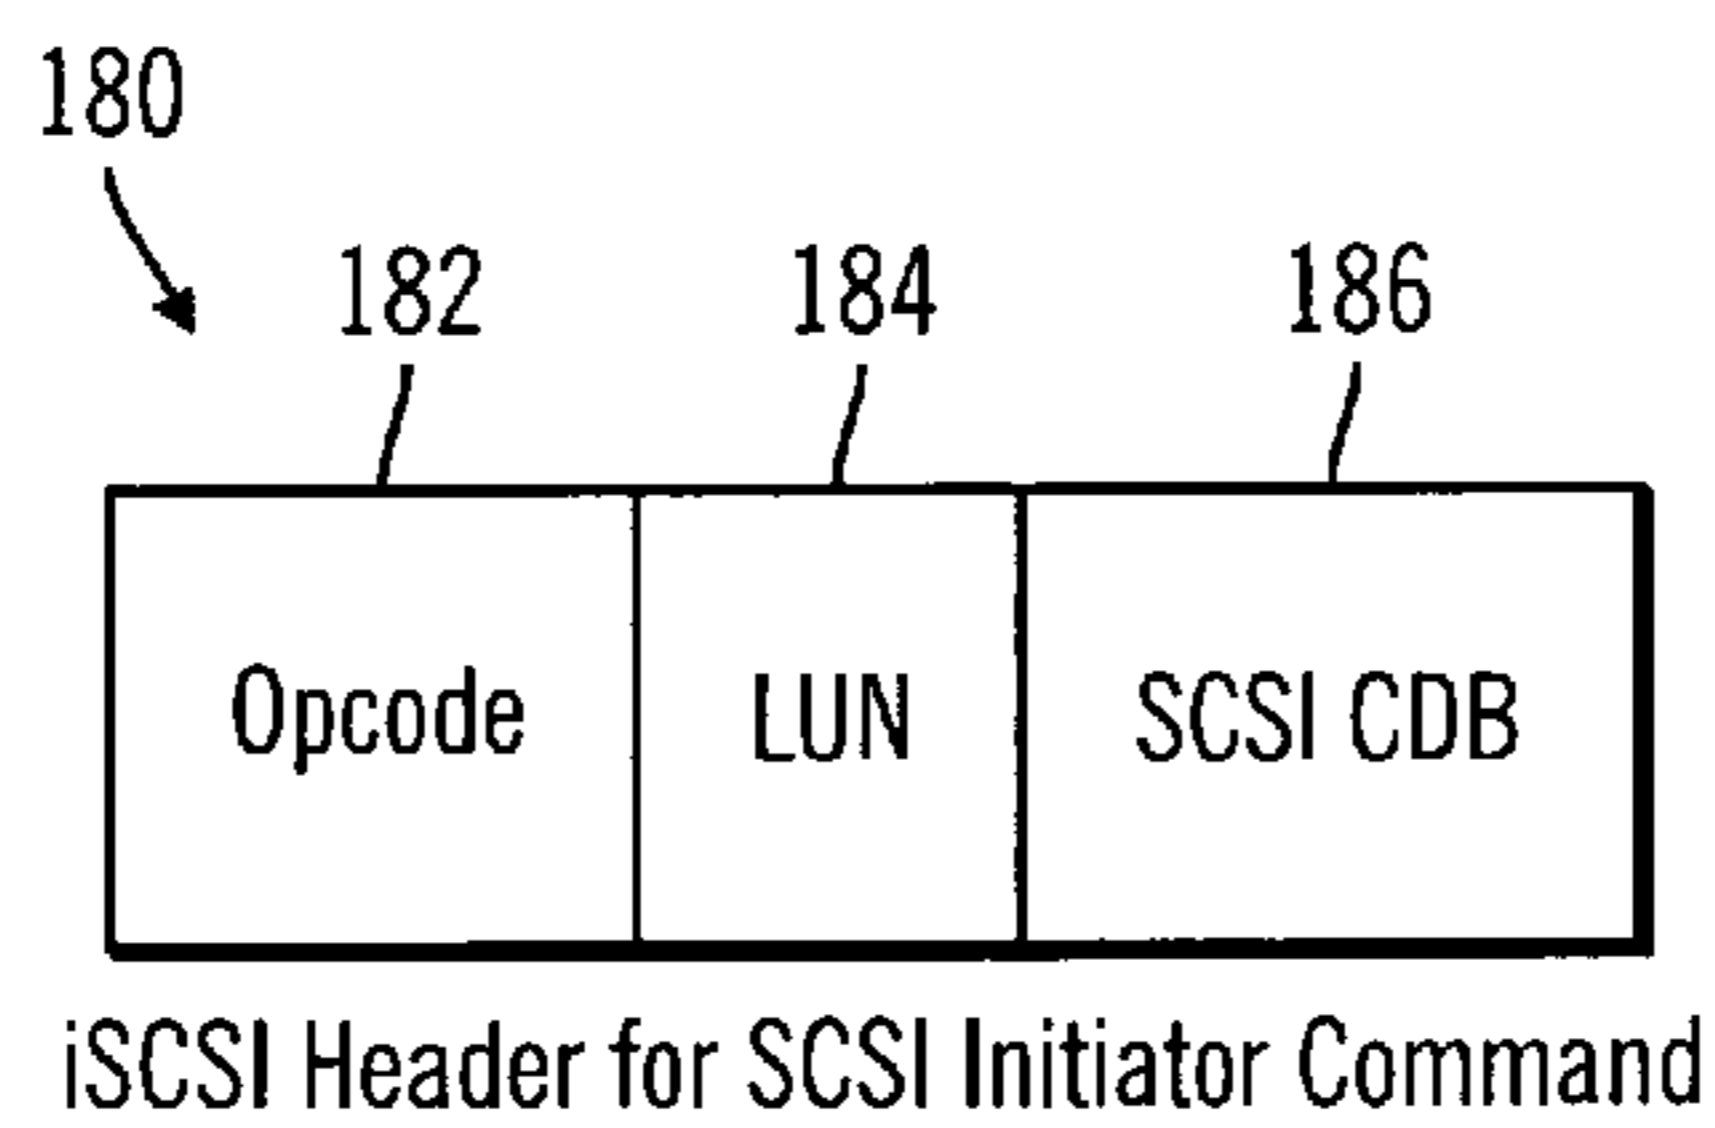 180
182 184 186
Opcode LUN SCSI CDB
iSCSI Header for SCSI Initiator Command